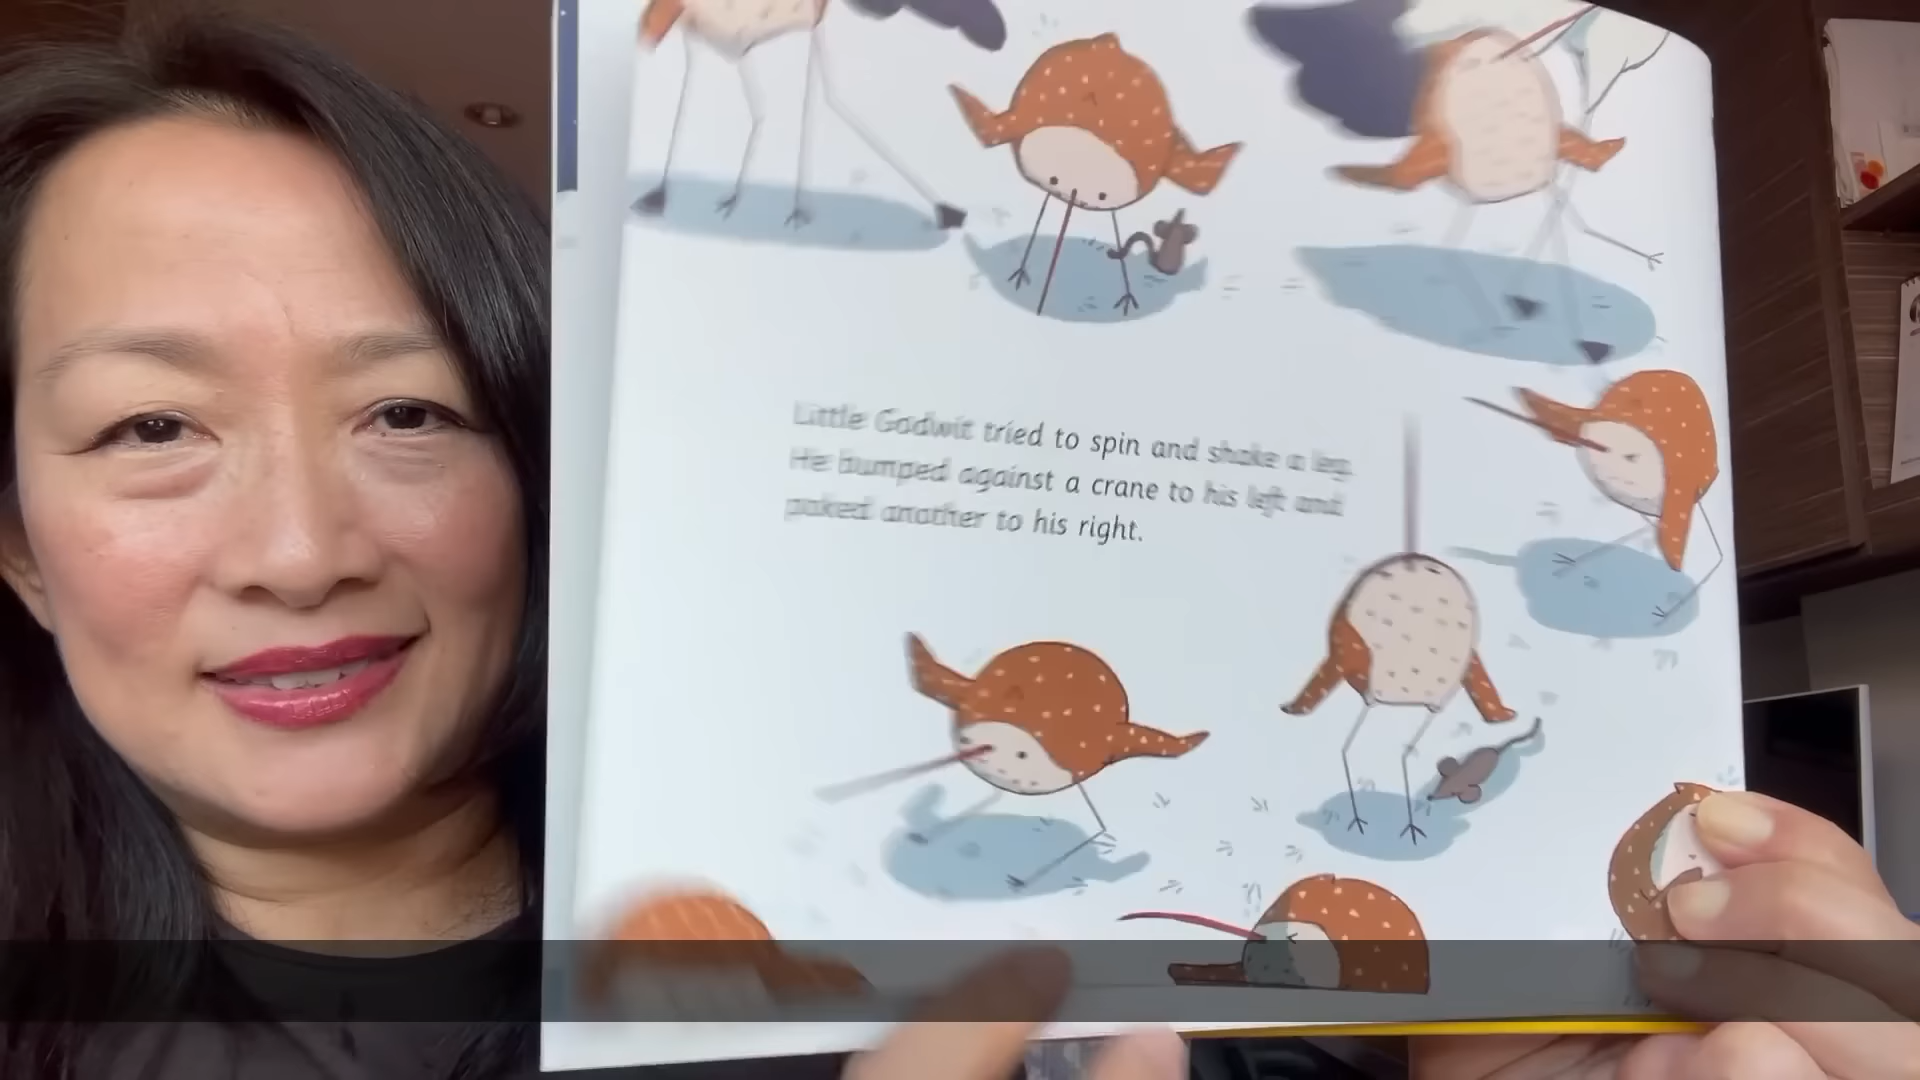 Little Godwit tried to spin and shake a leg.
He bumped against a crane to his left and
poked another to his right.